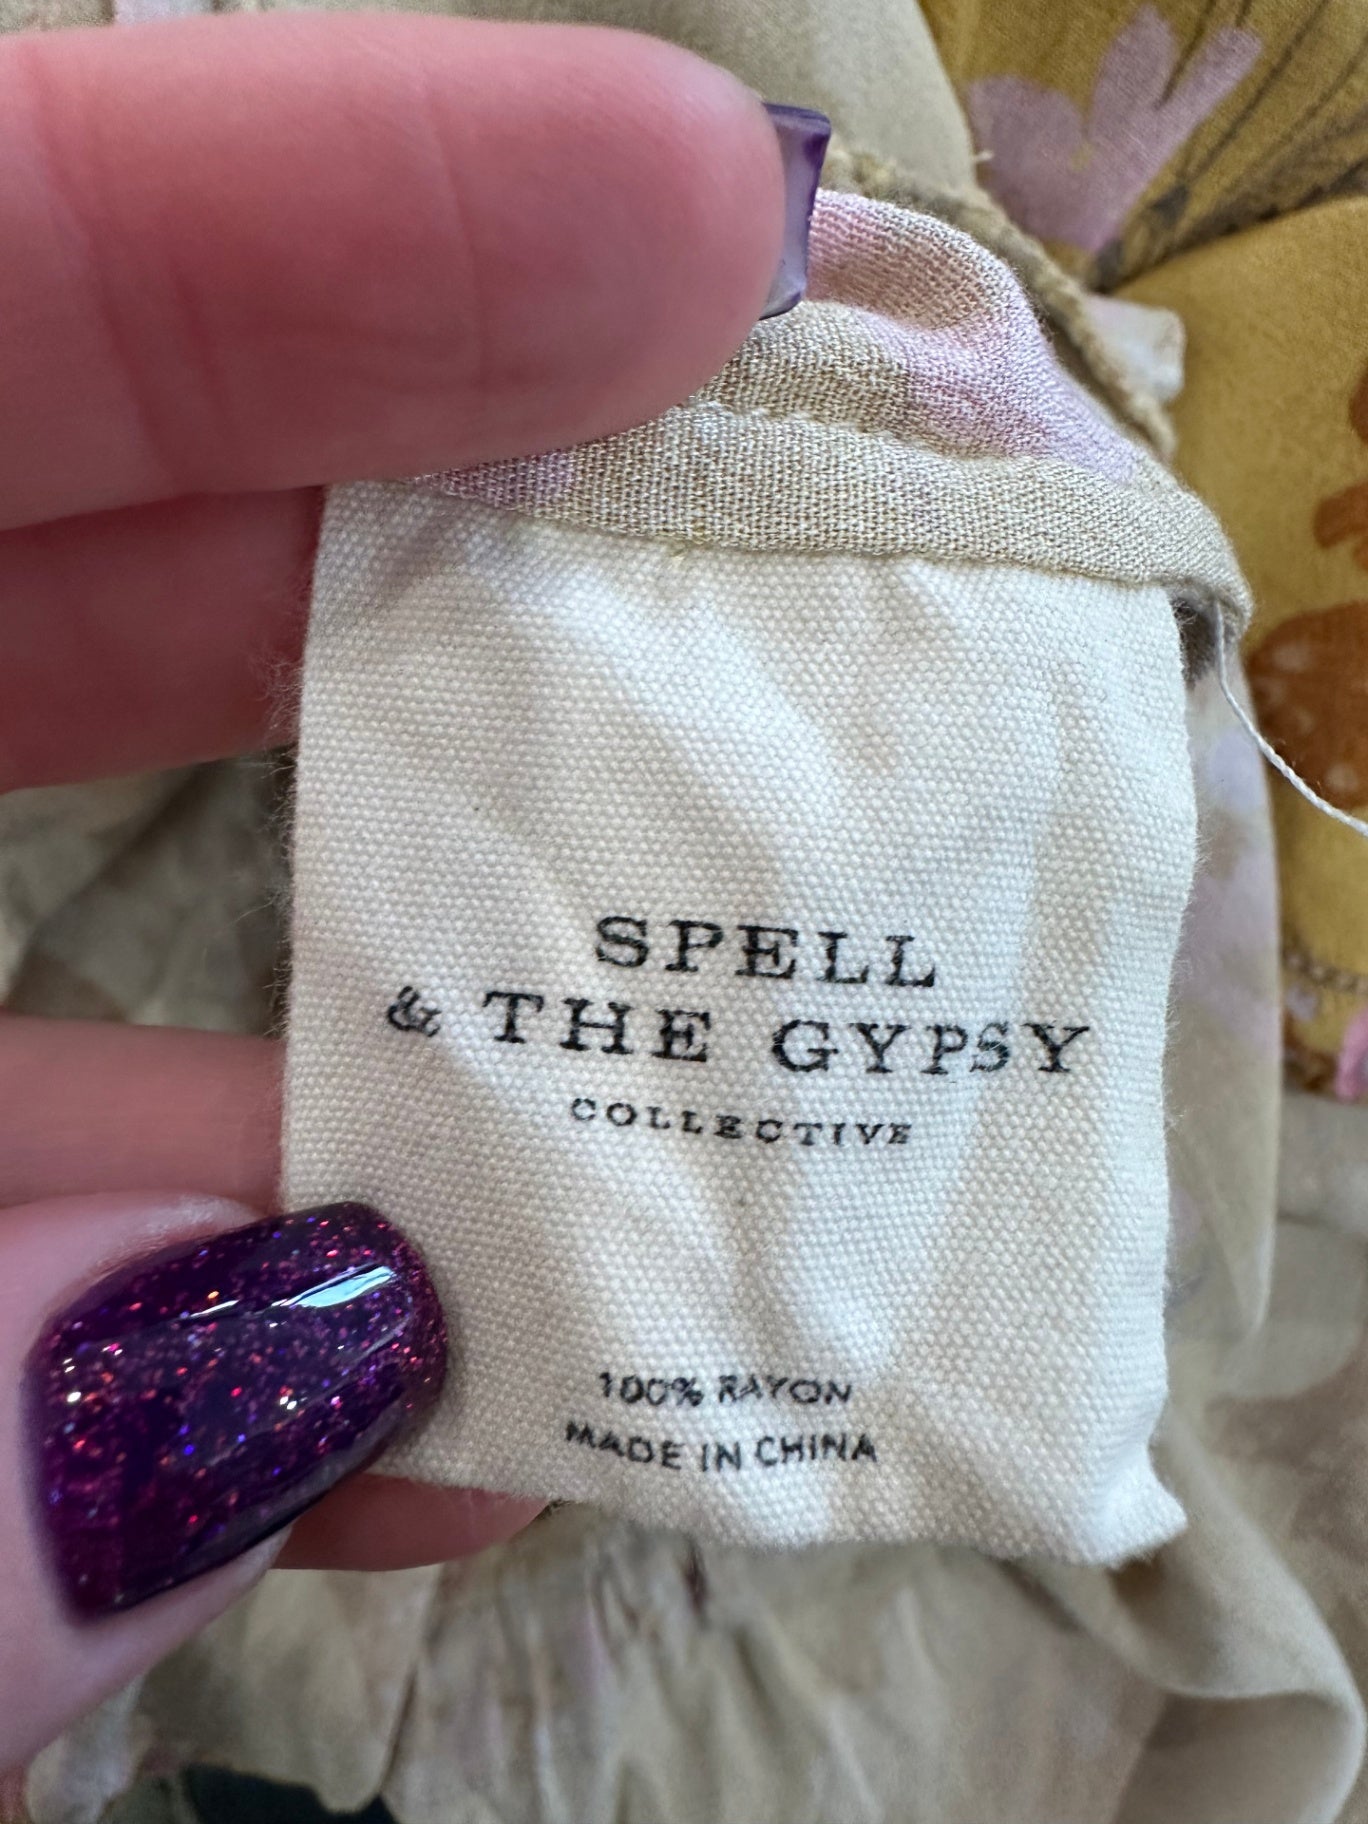 SPELL
& THE GYPSY
COLLECTIVE
100% RAYON
MADE IN CHINA